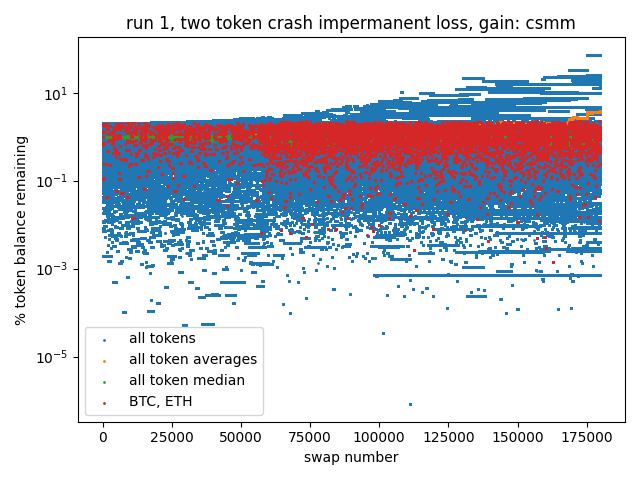 run 1, two token crash impermanent loss, gain: csmm
% token balance remaining
10^1
10^-1
10^-3
10^-5
all tokens
all token averages
all token median
BTC, ETH
0 25000 50000 75000 100000 125000 150000 175000
swap number